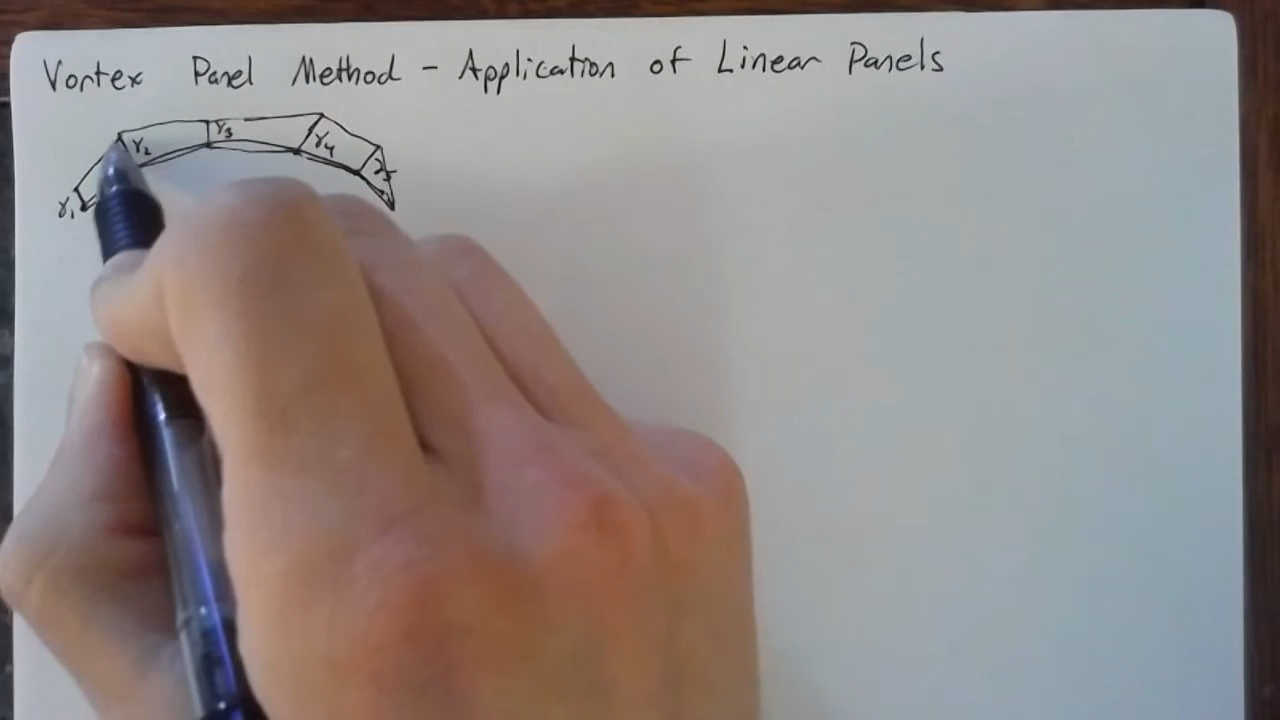 Vortex Panel Method - Application of Linear Panels
γ₂ γ₃ γ₄ γ₅
γ₁